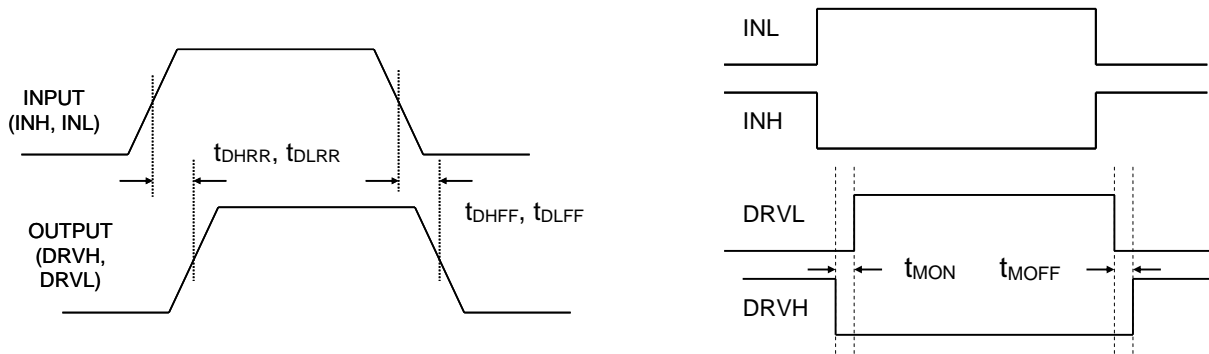 INPUT
(INH, INL)
tDHRR, tDLRR
tDHFF, tDLFF
OUTPUT
(DRVH,
DRVL)
INL
INH
DRVL
tMON tMOFF
DRVH